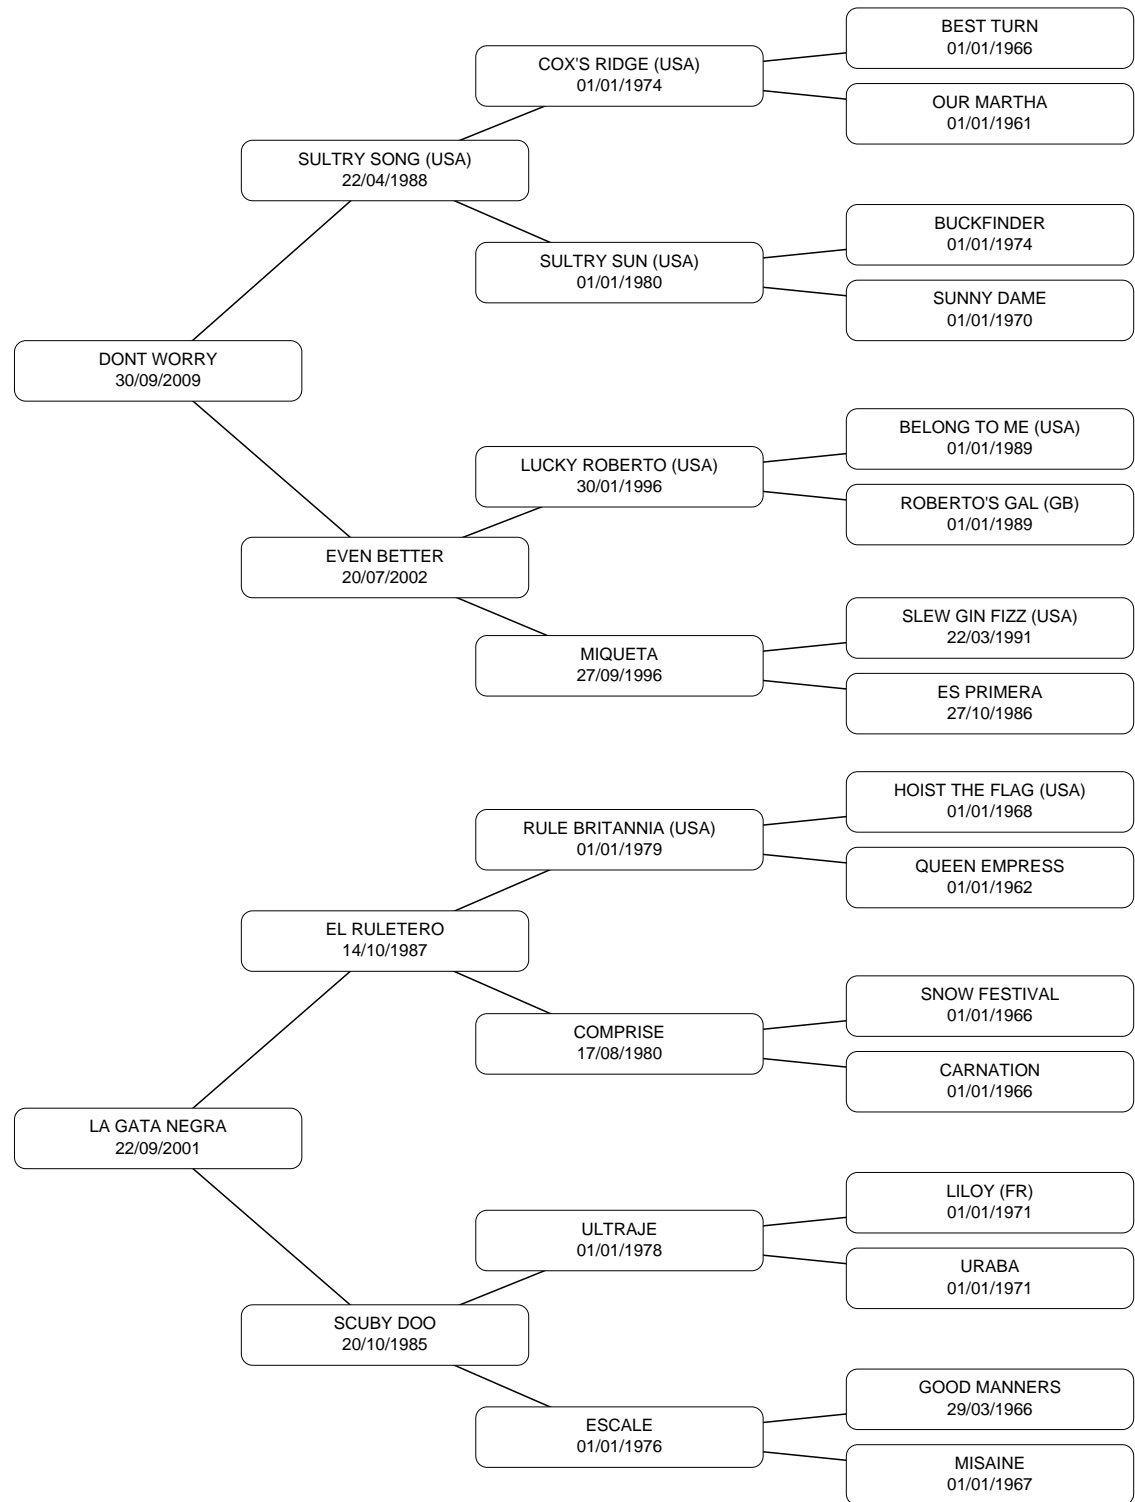 BEST TURN
01/01/1966
COX'S RIDGE (USA)
01/01/1974
OUR MARTHA
01/01/1961
SULTRY SONG (USA)
22/04/1988
BUCKFINDER
01/01/1974
SULTRY SUN (USA)
01/01/1980
SUNNY DAME
01/01/1970
DONT WORRY
30/09/2009
BELONG TO ME (USA)
01/01/1989
LUCKY ROBERTO (USA)
30/01/1996
ROBERTO'S GAL (GB)
01/01/1989
EVEN BETTER
20/07/2002
SLEW GIN FIZZ (USA)
22/03/1991
MIQUETA
27/09/1996
ES PRIMERA
27/10/1986
HOIST THE FLAG (USA)
01/01/1968
RULE BRITANNIA (USA)
01/01/1979
QUEEN EMPRESS
01/01/1962
EL RULETERO
14/10/1987
SNOW FESTIVAL
01/01/1966
COMPRISE
17/08/1980
CARNATION
01/01/1966
LA GATA NEGRA
22/09/2001
LILOY (FR)
01/01/1971
ULTRAJE
01/01/1978
URABA
01/01/1971
SCUBY DOO
20/10/1985
GOOD MANNERS
29/03/1966
ESCALE
01/01/1976
MISAINE
01/01/1967